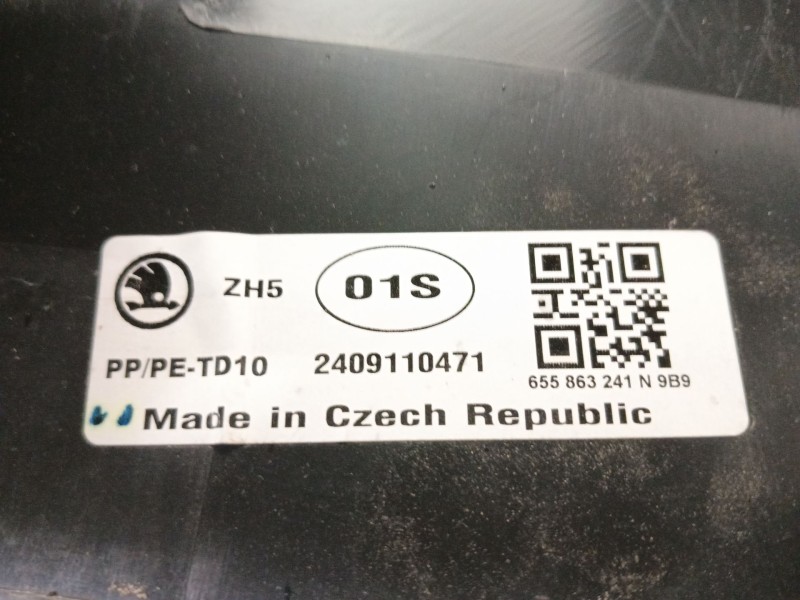 ZH5 01S
PP/PE-TD10 2409110471
655 863 241 N 9B9
Made in Czech Republic